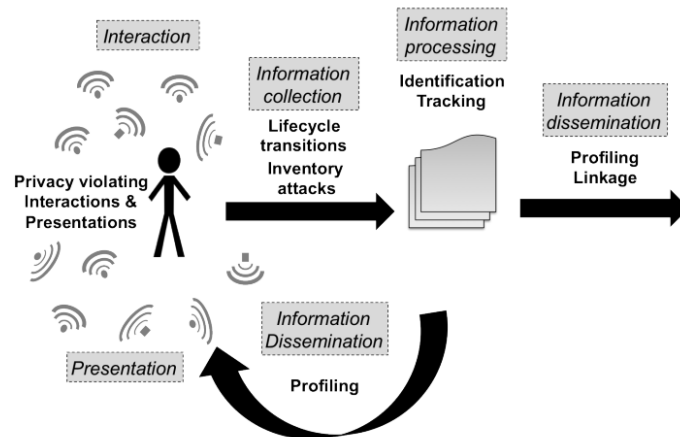 Interaction
Privacy violating
Interactions &
Presentations
Presentation
Information
collection
Lifecycle
transitions
Inventory
attacks
Information
processing
Identification
Tracking
Information
dissemination
Profiling
Linkage
Information
Dissemination
Profiling